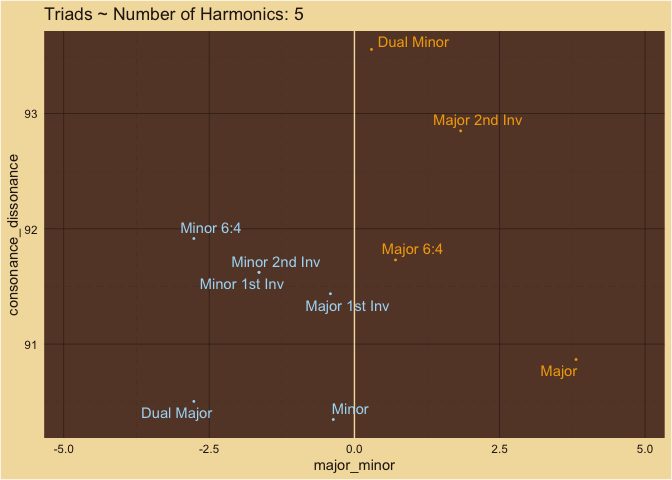 Triads ~ Number of Harmonics: 5
Dual Minor
93
Major 2nd Inv
consonance_dissonance
92
Minor 6:4
Major 6:4
Minor 2nd Inv
Minor 1st Inv
Major 1st Inv
91
Major
Dual Major
Minor
-5.0
-2.5
0.0
2.5
5.0
major_minor